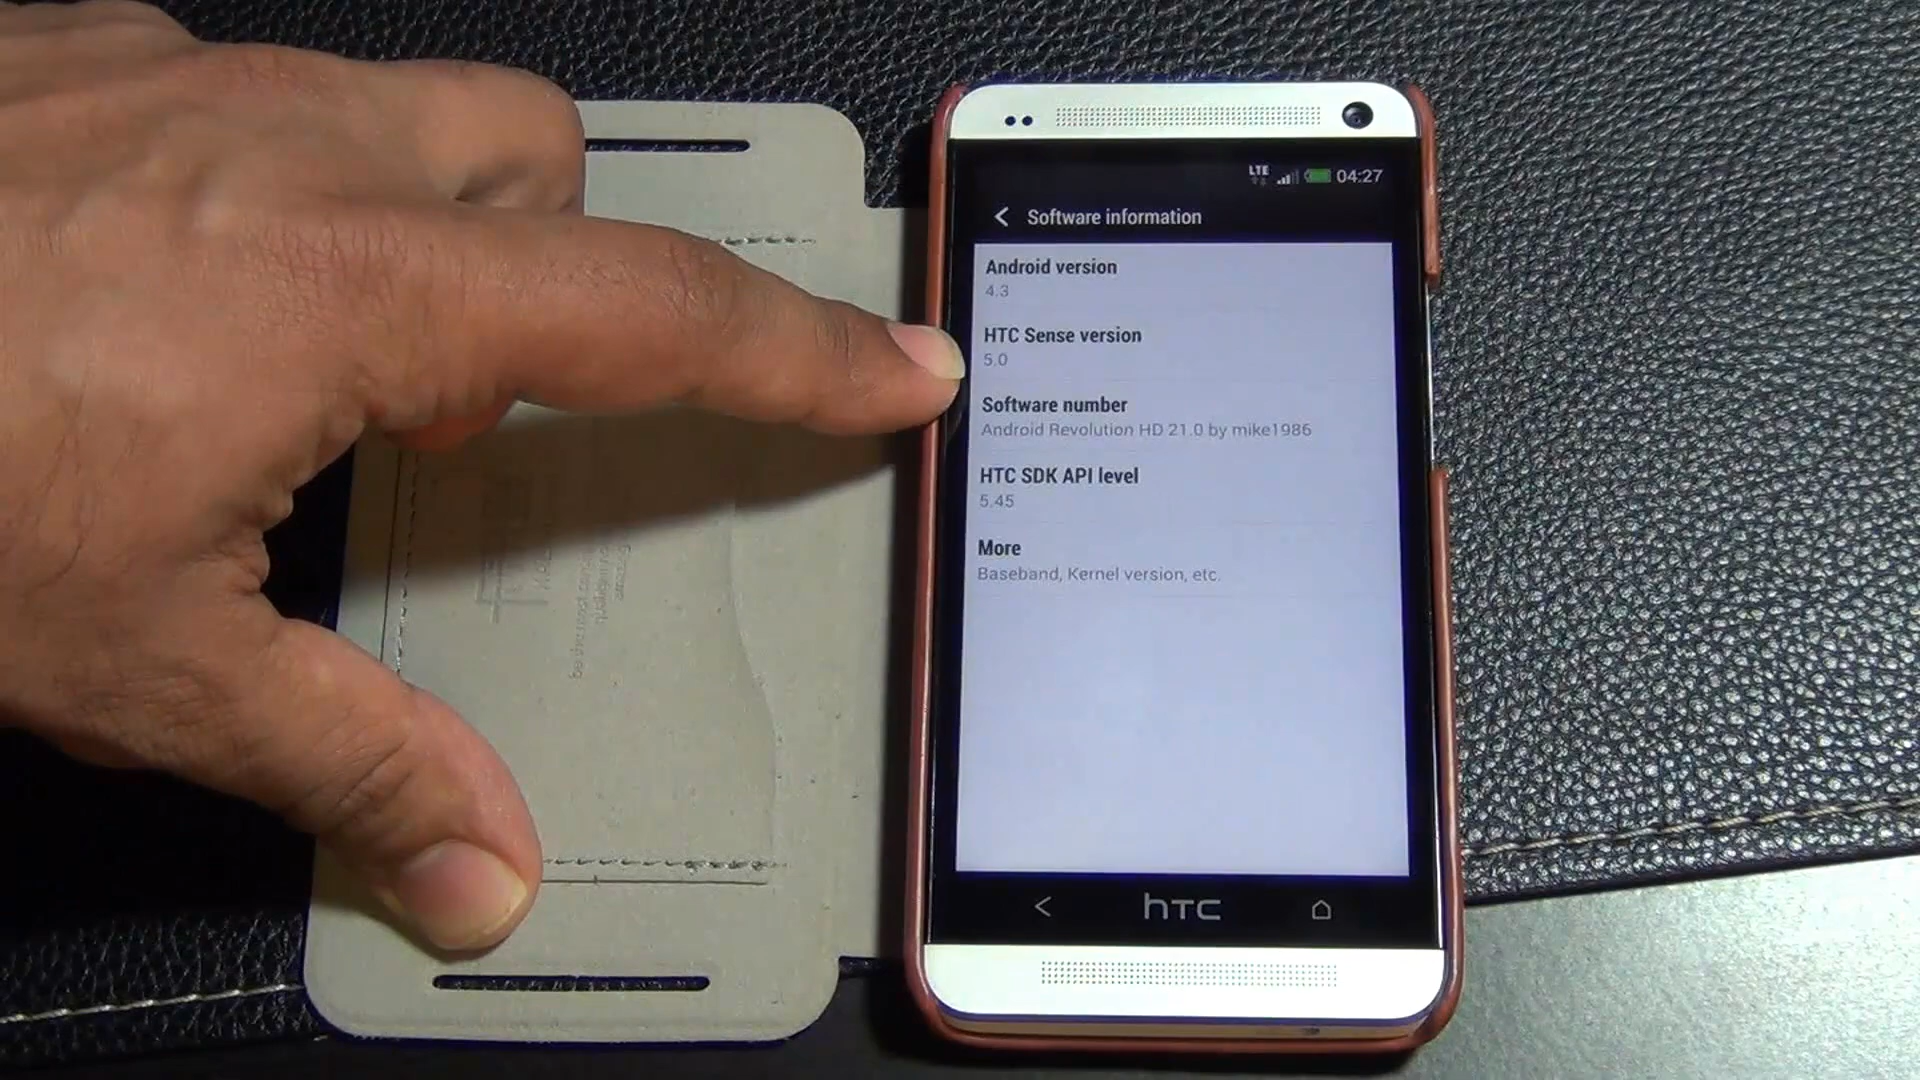 LTE 04:27
Software information
Android version
4.3
HTC Sense version
5.0
Software number
Android Revolution HD 21.0 by mike1986
HTC SDK API level
5.45
More
Baseband, Kernel version, etc.
hTC